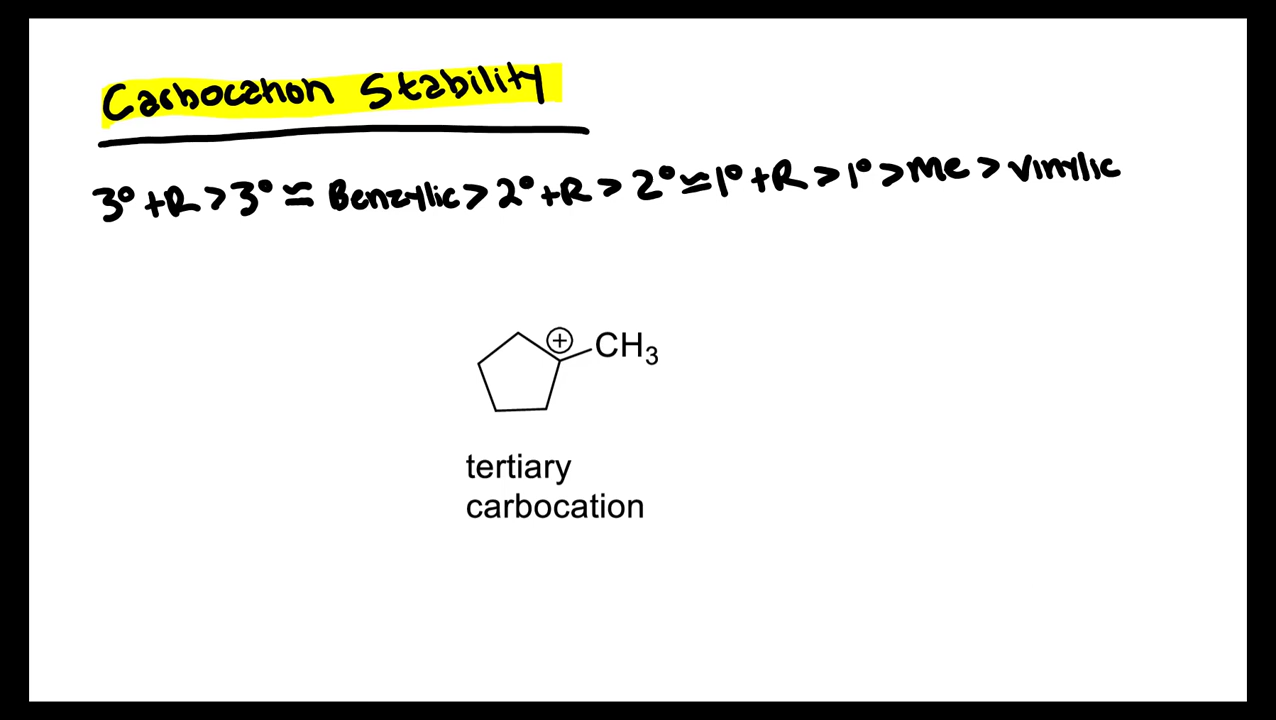 Carbocation Stability
3° +R > 3° ≈ Benzylic > 2° +R > 2° ≈ 1° +R > 1° > Me > Vinylic
⊕
CH₃
tertiary
carbocation